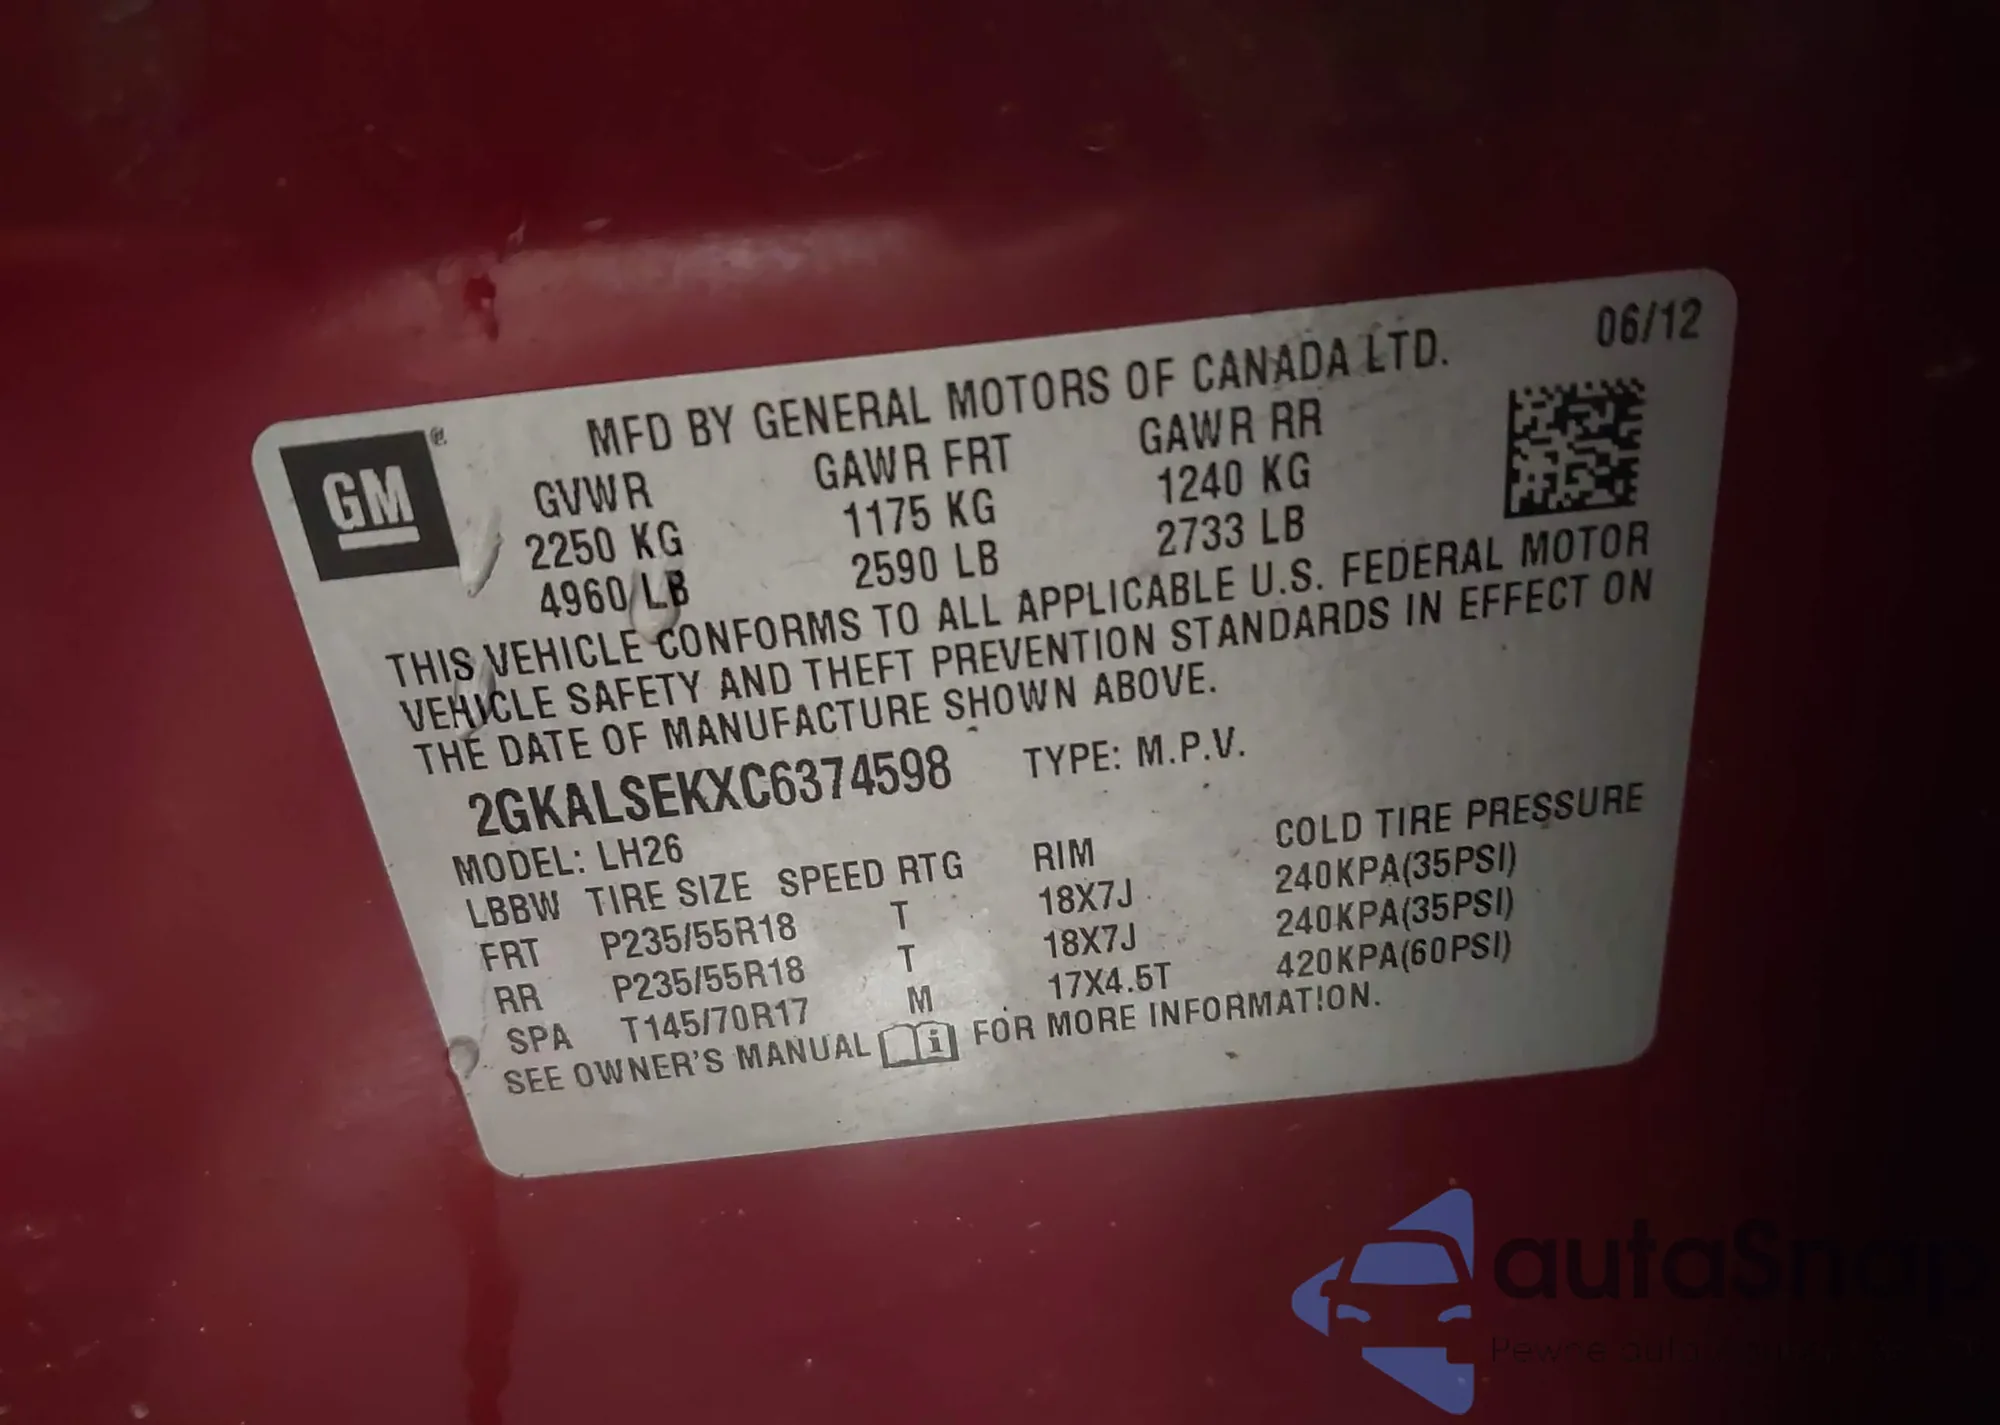 06/12
GM®
MFD BY GENERAL MOTORS OF CANADA LTD.
GVWR GAWR FRT GAWR RR
2250 KG 1175 KG 1240 KG
4960 LB 2590 LB 2733 LB
THIS VEHICLE CONFORMS TO ALL APPLICABLE U.S. FEDERAL MOTOR
VEHICLE SAFETY AND THEFT PREVENTION STANDARDS IN EFFECT ON
THE DATE OF MANUFACTURE SHOWN ABOVE.
2GKALSEKXC6374598 TYPE: M.P.V.
MODEL: LH26
LBBW TIRE SIZE SPEED RTG RIM COLD TIRE PRESSURE
FRT P235/55R18 T 18X7J 240KPA(35PSI)
RR P235/55R18 T 18X7J 240KPA(35PSI)
SPA T145/70R17 M 17X4.5T 420KPA(60PSI)
SEE OWNER'S MANUAL i FOR MORE INFORMATION.
autaSnap
Pewne auta